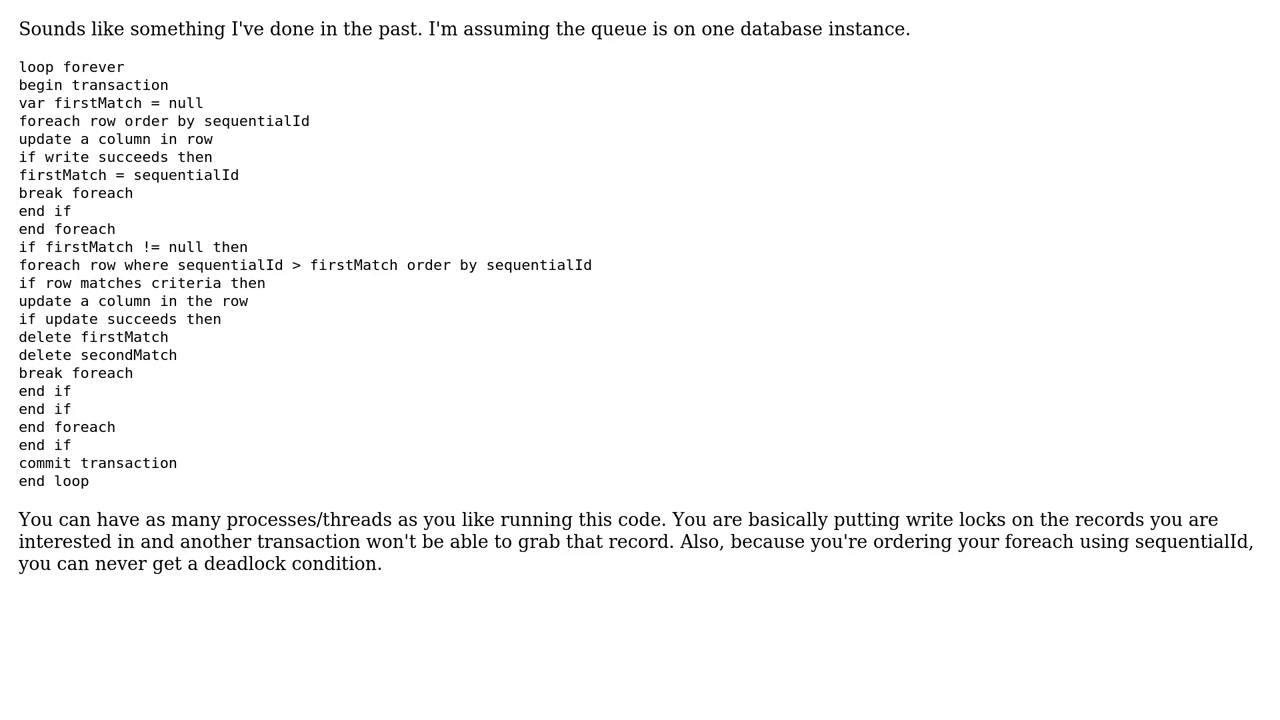 Sounds like something I've done in the past. I'm assuming the queue is on one database instance.
loop forever
begin transaction
var firstMatch = null
foreach row order by sequentialId
update a column in row
if write succeeds then
firstMatch = sequentialId
break foreach
end if
end foreach
if firstMatch != null then
foreach row where sequentialId > firstMatch order by sequentialId
if row matches criteria then
update a column in the row
if update succeeds then
delete firstMatch
delete secondMatch
break foreach
end if
end if
end foreach
end if
commit transaction
end loop
You can have as many processes/threads as you like running this code. You are basically putting write locks on the records you are
interested in and another transaction won't be able to grab that record. Also, because you're ordering your foreach using sequentialId,
you can never get a deadlock condition.